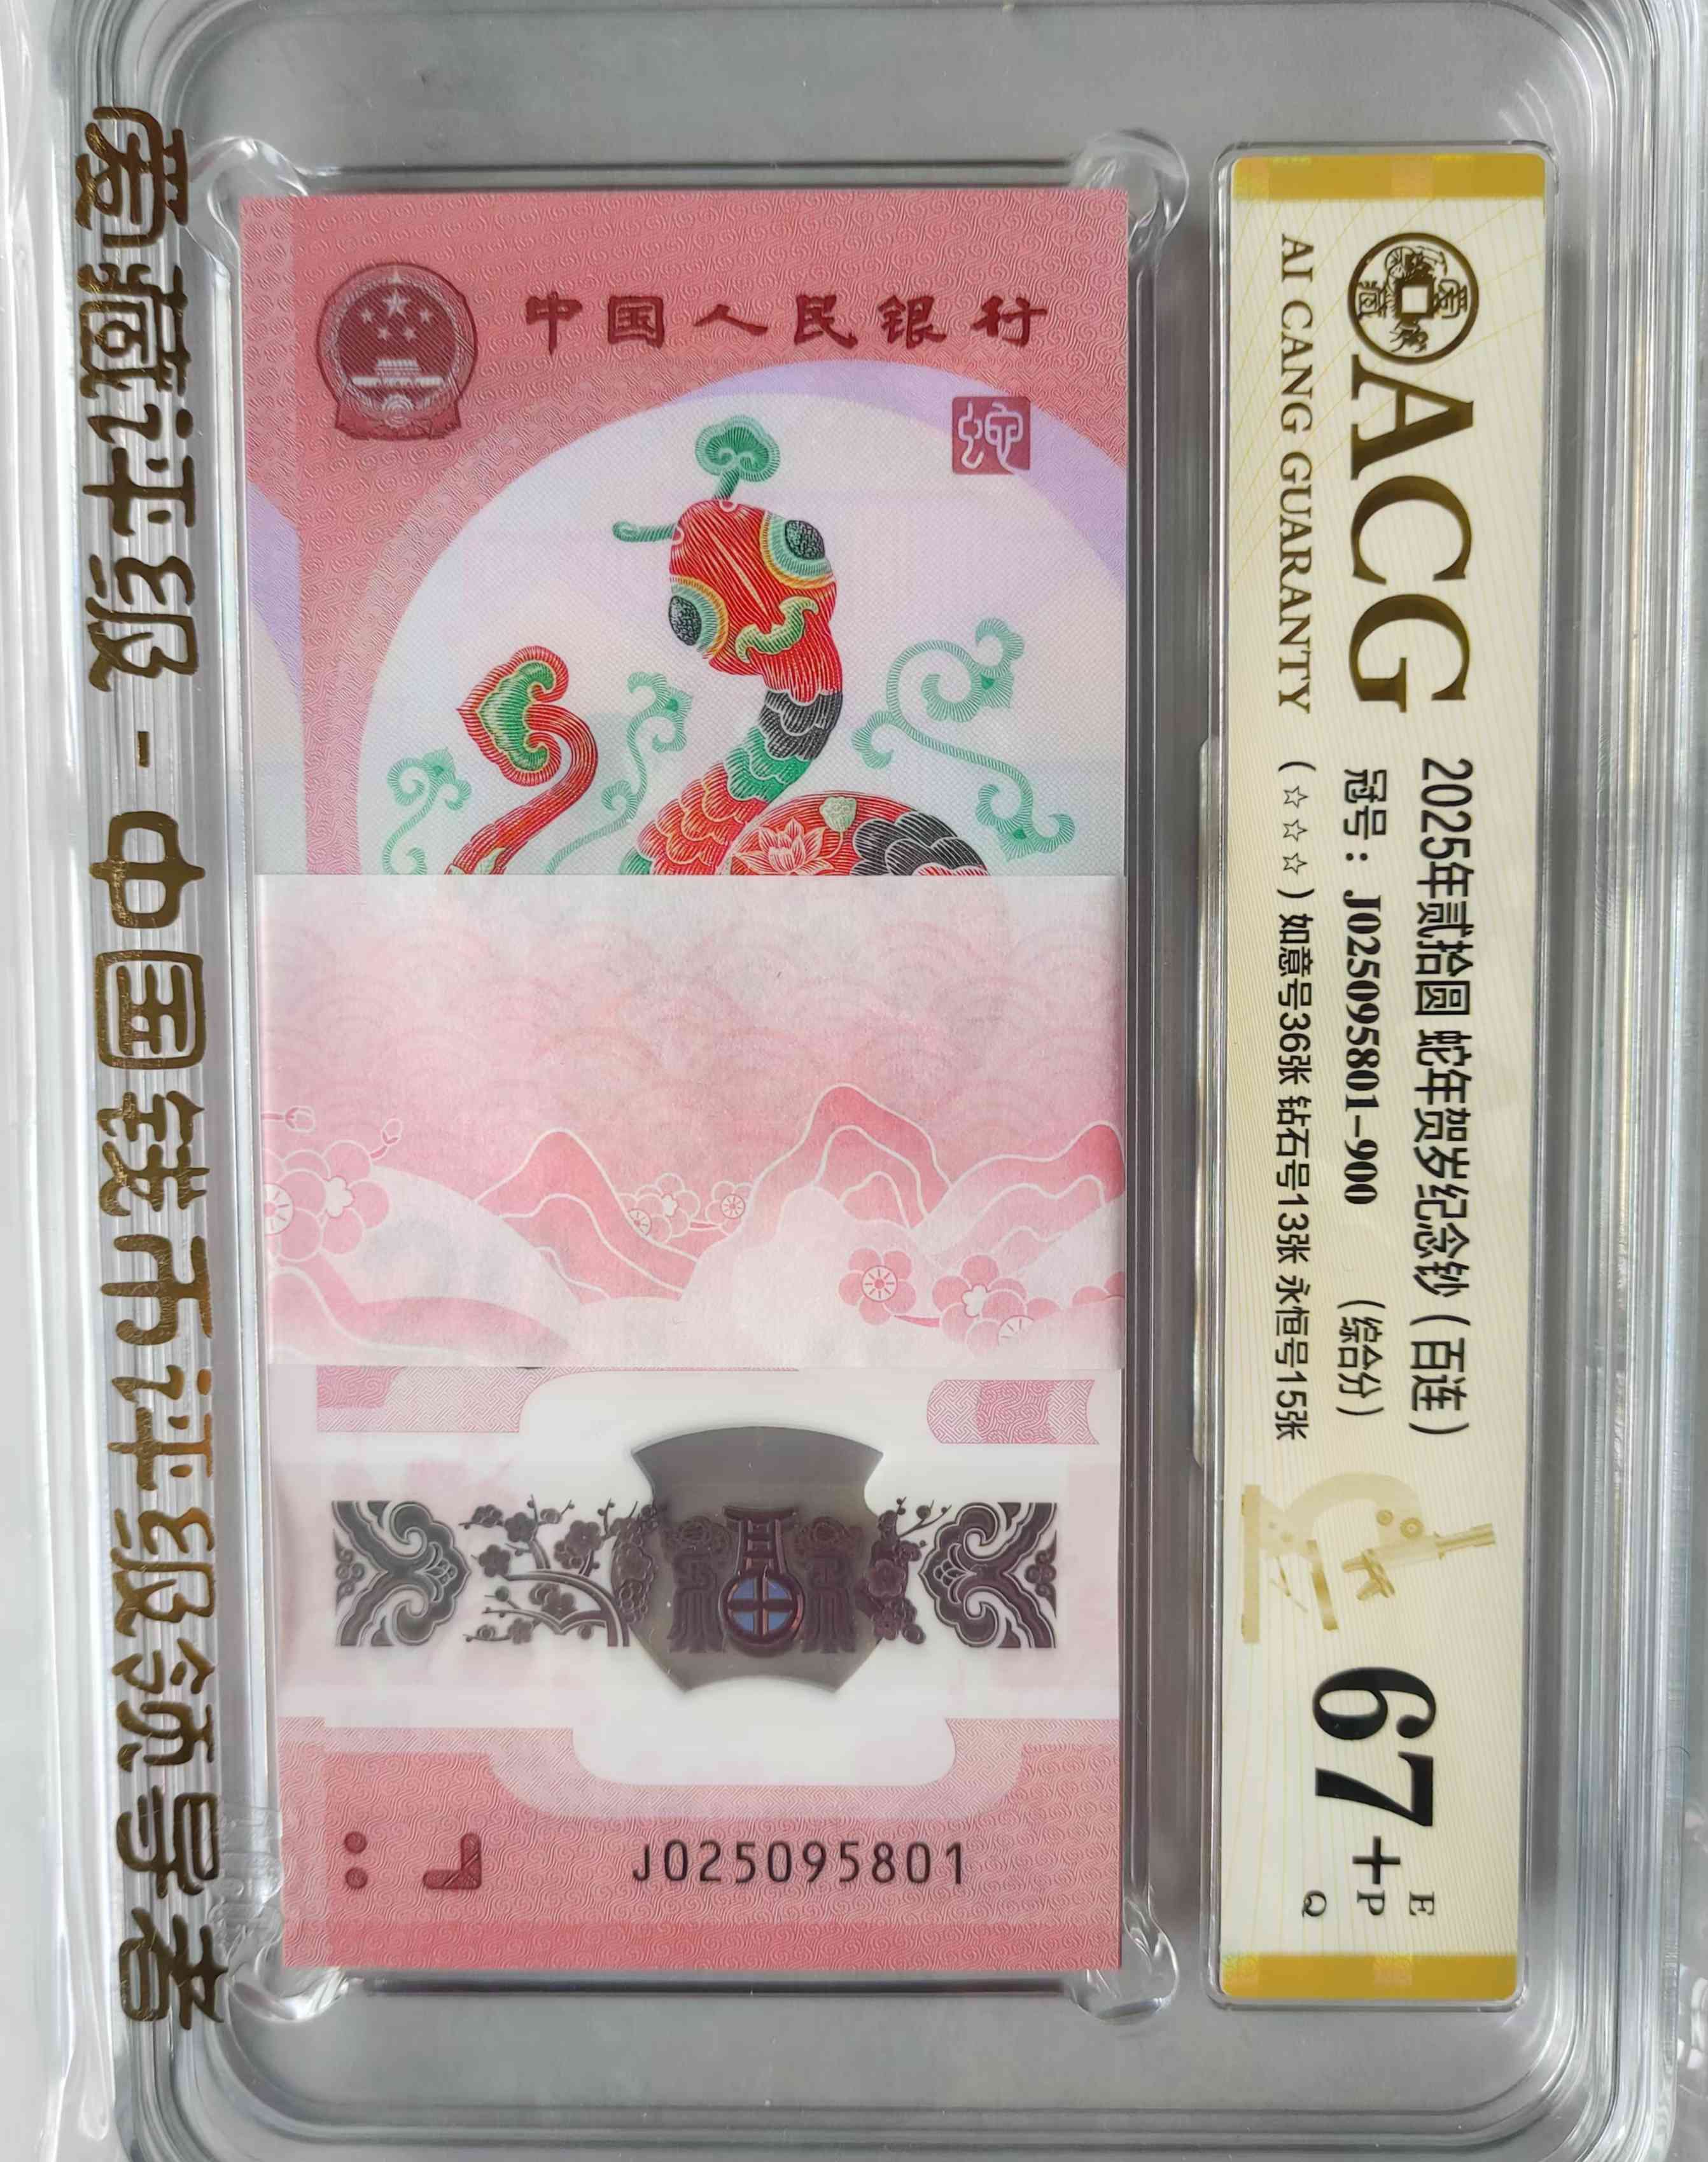 ACG
AI CANG GUARANTY
2025年贰拾圆 蛇年贺岁纪念钞（百连）
冠号：J025095801-900 （综合分）
（☆☆☆）如意号36张 钻石号13张 永恒号15张
67+
E
P
Q
中国人民银行
J025095801
爱藏评级 - 中国钱币评级领导者